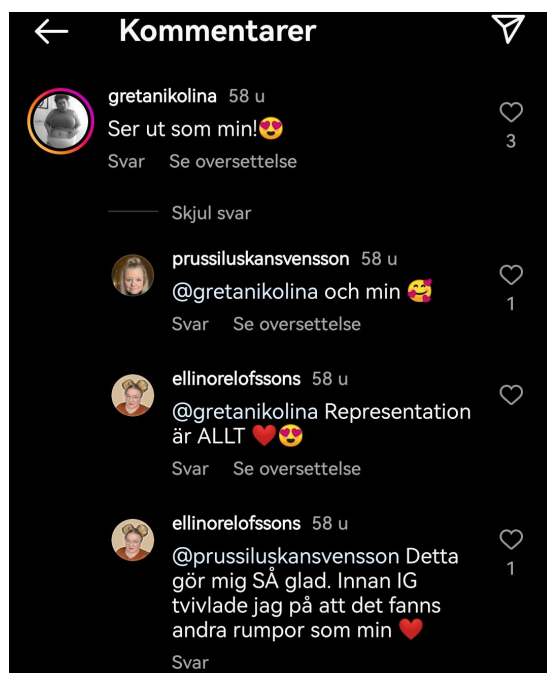 Kommentarer
gretanikolina 58 u
Ser ut som min!😍
3
Svar Se oversettelse
Skjul svar
prussiluskansvensson 58 u
@gretanikolina och min 🥰
1
Svar Se oversettelse
ellinorelofssons 58 u
@gretanikolina Representation
är ALLT ❤️😍
Svar Se oversettelse
ellinorelofssons 58 u
@prussiluskansvensson Detta
1
gör mig SÅ glad. Innan IG
tvivlade jag på att det fanns
andra rumpor som min ❤️
Svar